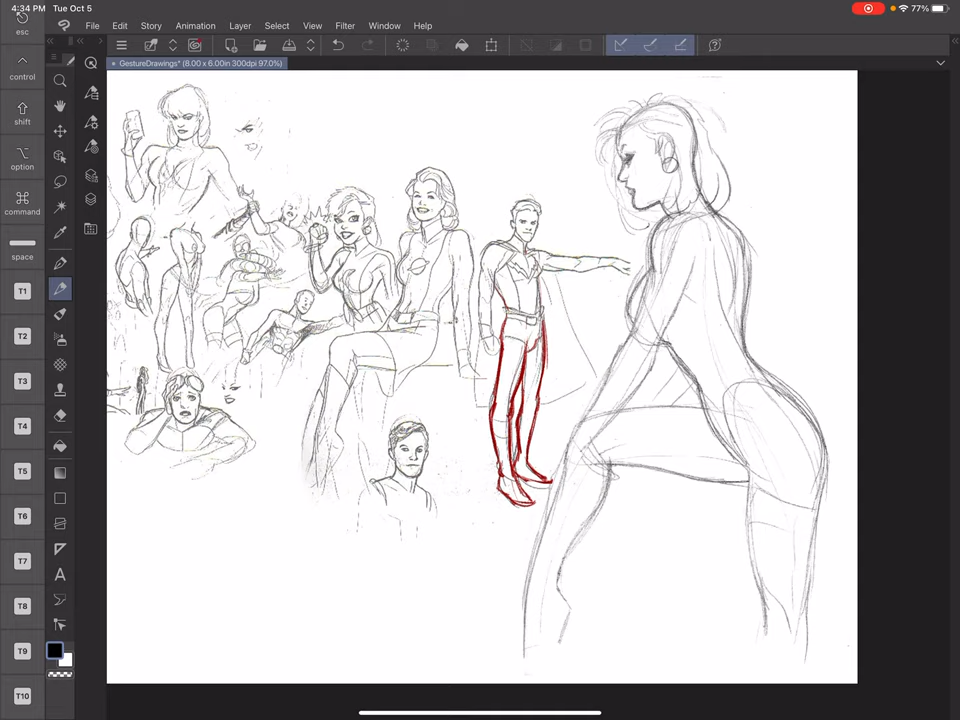 4:34 PM Tue Oct 5
77%
esc
File Edit Story Animation Layer Select View Filter Window Help
GestureDrawings* (8.00 x 6.00in 300dpi 97.0%)
control
shift
option
command
space
T1
T2
T3
T4
T5
T6
T7
T8
T9
T10
A